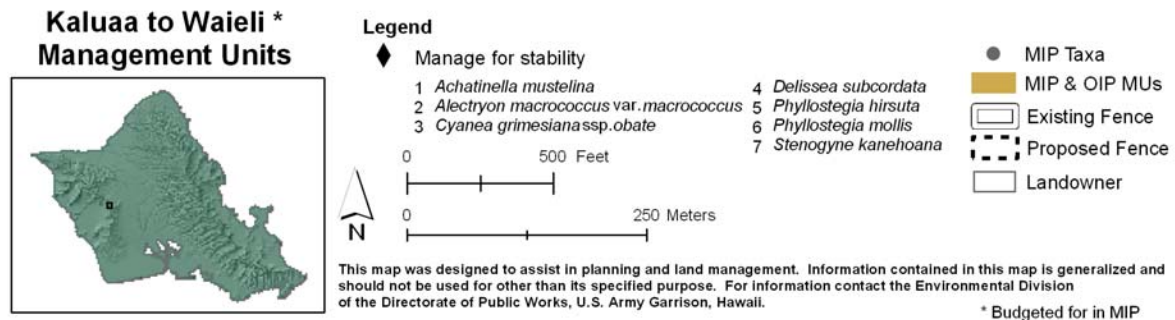 Kaluaa to Waieli *
Management Units
Legend
Manage for stability
1 Achatinella mustelina
2 Alectryon macrococcus var. macrococcus
3 Cyanea grimesiana ssp. obate
4 Delissea subcordata
5 Phyllostegia hirsuta
6 Phyllostegia mollis
7 Stenogyne kanehoana
MIP Taxa
MIP & OIP MUs
Existing Fence
Proposed Fence
Landowner
0 500 Feet
0 250 Meters
N
This map was designed to assist in planning and land management. Information contained in this map is generalized and
should not be used for other than its specified purpose. For information contact the Environmental Division
of the Directorate of Public Works, U.S. Army Garrison, Hawaii.
* Budgeted for in MIP